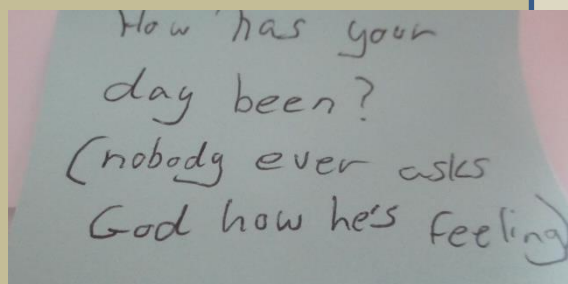 How has your
day been?
(nobody ever asks
God how he's feeling)